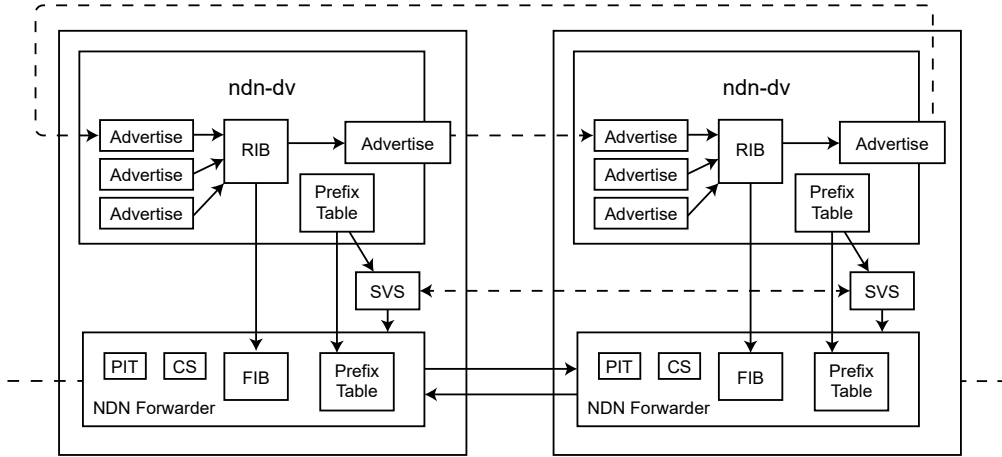 ndn-dv
Advertise
RIB
Advertise
Advertise
Advertise
Prefix
Table
SVS
PIT
CS
FIB
Prefix
Table
NDN Forwarder
ndn-dv
Advertise
RIB
Advertise
Advertise
Advertise
Prefix
Table
SVS
PIT
CS
FIB
Prefix
Table
NDN Forwarder